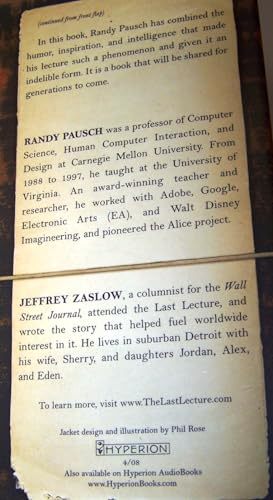 (continued from front flap)
In this book, Randy Pausch has combined the
humor, inspiration, and intelligence that made
his lecture such a phenomenon and given it an
indelible form. It is a book that will be shared for
generations to come.
RANDY PAUSCH was a professor of Computer
Science, Human Computer Interaction, and
Design at Carnegie Mellon University. From
1988 to 1997, he taught at the University of
Virginia. An award-winning teacher and
researcher, he worked with Adobe, Google,
Electronic Arts (EA), and Walt Disney
Imagineering, and pioneered the Alice project.
JEFFREY ZASLOW, a columnist for the Wall
Street Journal, attended the Last Lecture, and
wrote the story that helped fuel worldwide
interest in it. He lives in suburban Detroit with
his wife, Sherry, and daughters Jordan, Alex,
and Eden.
To learn more, visit www.TheLastLecture.com
Jacket design and illustration by Phil Rose
HYPERION
4/08
Also available on Hyperion AudioBooks
www.HyperionBooks.com